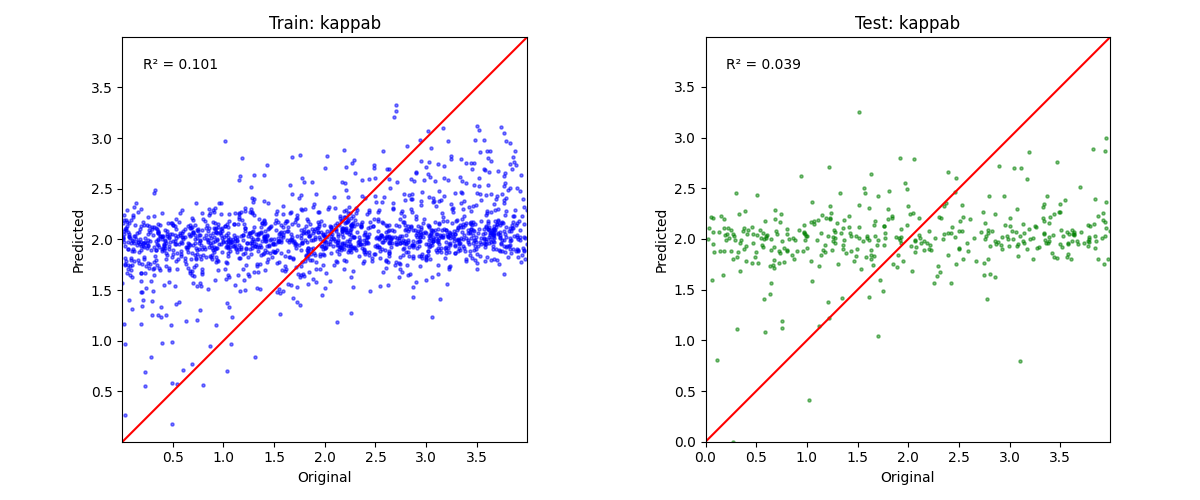 Train: kappab
R² = 0.101
3.5
3.0
2.5
2.0
1.5
1.0
0.5
Predicted
0.5 1.0 1.5 2.0 2.5 3.0 3.5
Original
Test: kappab
R² = 0.039
3.5
3.0
2.5
2.0
1.5
1.0
0.5
0.0
Predicted
0.0 0.5 1.0 1.5 2.0 2.5 3.0 3.5
Original